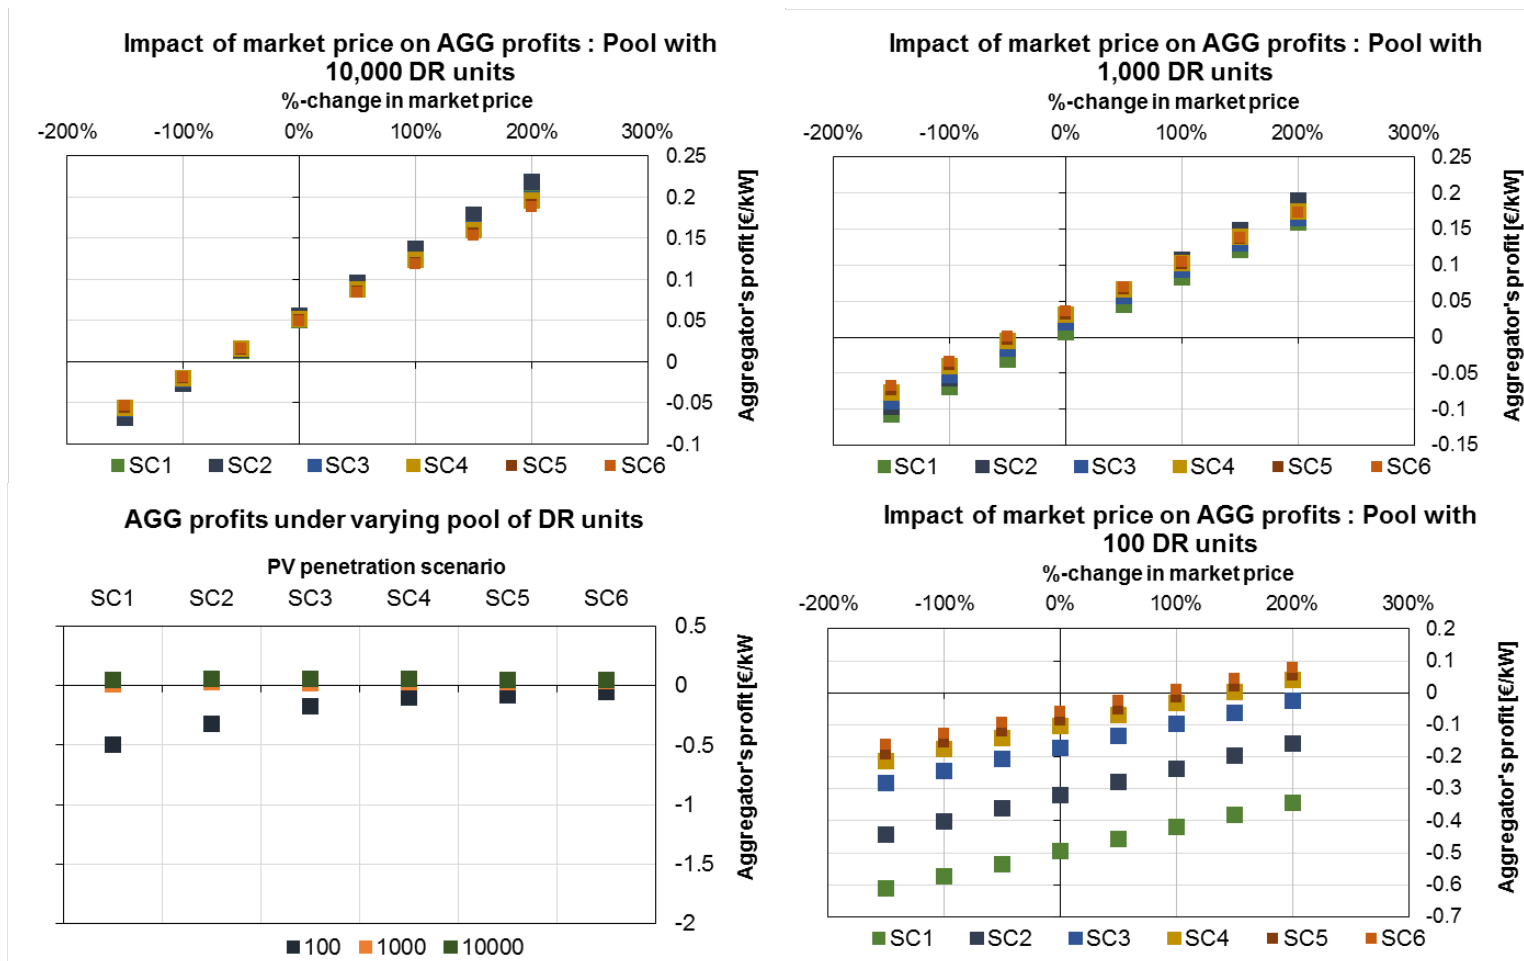 Impact of market price on AGG profits : Pool with
10,000 DR units
%-change in market price
-200% -100% 0% 100% 200% 300%
0.25
0.2
0.15
0.1
0.05
0
-0.05
-0.1
Aggregator's profit [€/kW]
SC1 SC2 SC3 SC4 SC5 SC6
Impact of market price on AGG profits : Pool with
1,000 DR units
%-change in market price
-200% -100% 0% 100% 200% 300%
0.25
0.2
0.15
0.1
0.05
0
-0.05
-0.1
-0.15
Aggregator's profit [€/kW]
SC1 SC2 SC3 SC4 SC5 SC6
AGG profits under varying pool of DR units
PV penetration scenario
SC1 SC2 SC3 SC4 SC5 SC6
0.5
0
-0.5
-1
-1.5
-2
Aggregator's profit [€/kW
100 1000 10000
Impact of market price on AGG profits : Pool with
100 DR units
%-change in market price
-200% -100% 0% 100% 200% 300%
0.2
0.1
0
-0.1
-0.2
-0.3
-0.4
-0.5
-0.6
-0.7
Aggregator's profit [€/kW]
SC1 SC2 SC3 SC4 SC5 SC6